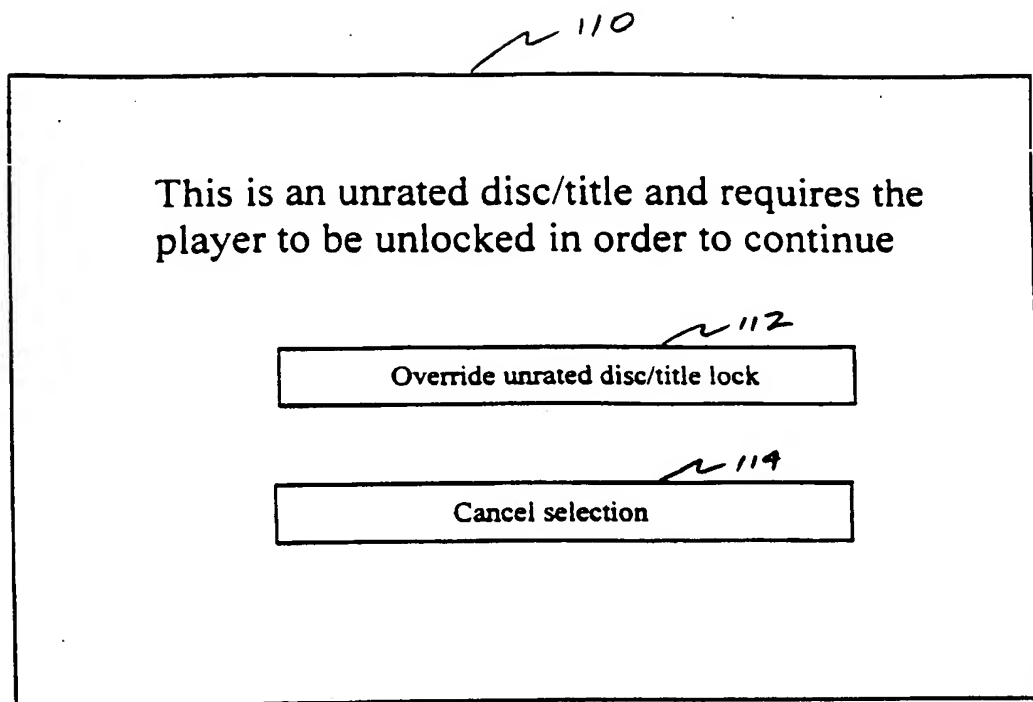 110
This is an unrated disc/title and requires the
player to be unlocked in order to continue
112
Override unrated disc/title lock
114
Cancel selection